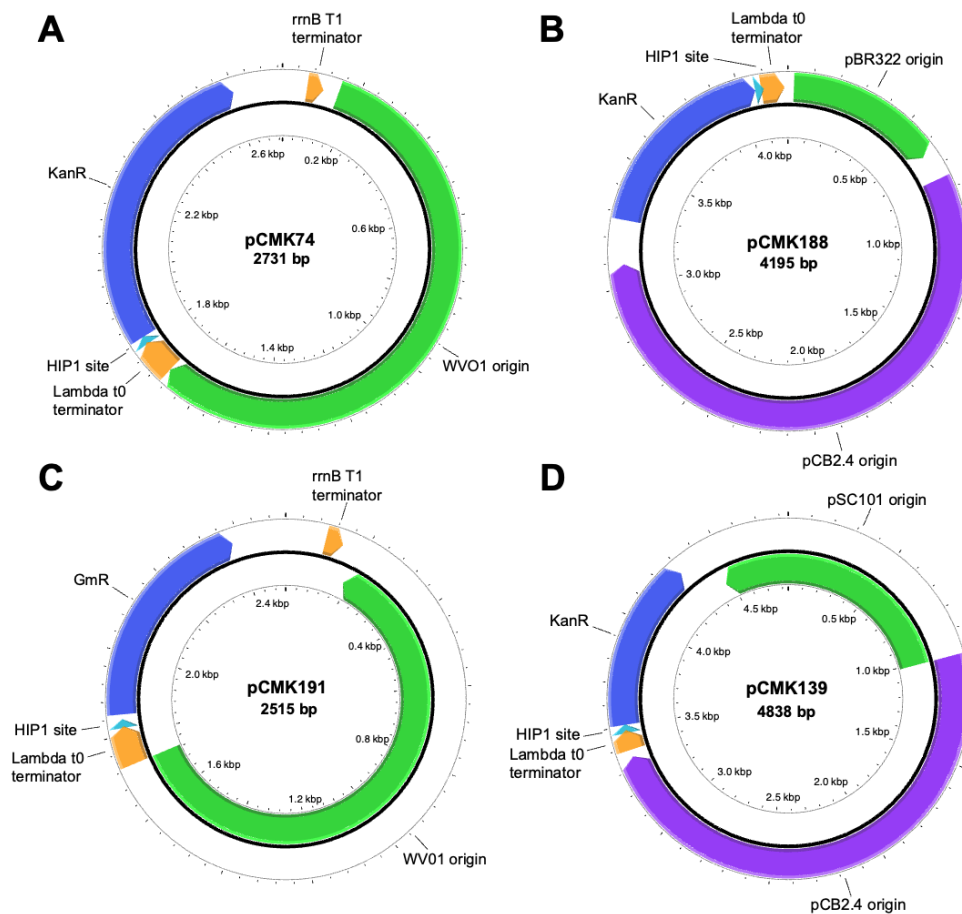 A
rrnB T1
terminator
KanR
2.6 kbp
0.2 kbp
2.2 kbp
0.6 kbp
pCMK74
2731 bp
1.8 kbp
1.0 kbp
1.4 kbp
HIP1 site
Lambda t0
terminator
WVO1 origin
B
Lambda t0
terminator
HIP1 site
pBR322 origin
KanR
4.0 kbp
0.5 kbp
3.5 kbp
pCMK188
4195 bp
1.0 kbp
3.0 kbp
1.5 kbp
2.5 kbp
2.0 kbp
pCB2.4 origin
C
rrnB T1
terminator
GmR
2.4 kbp
0.4 kbp
2.0 kbp
pCMK191
2515 bp
HIP1 site
Lambda t0
terminator
0.8 kbp
1.6 kbp
1.2 kbp
WV01 origin
D
pSC101 origin
KanR
4.5 kbp
0.5 kbp
4.0 kbp
1.0 kbp
pCMK139
4838 bp
3.5 kbp
1.5 kbp
HIP1 site
Lambda t0
terminator
3.0 kbp
2.0 kbp
2.5 kbp
pCB2.4 origin